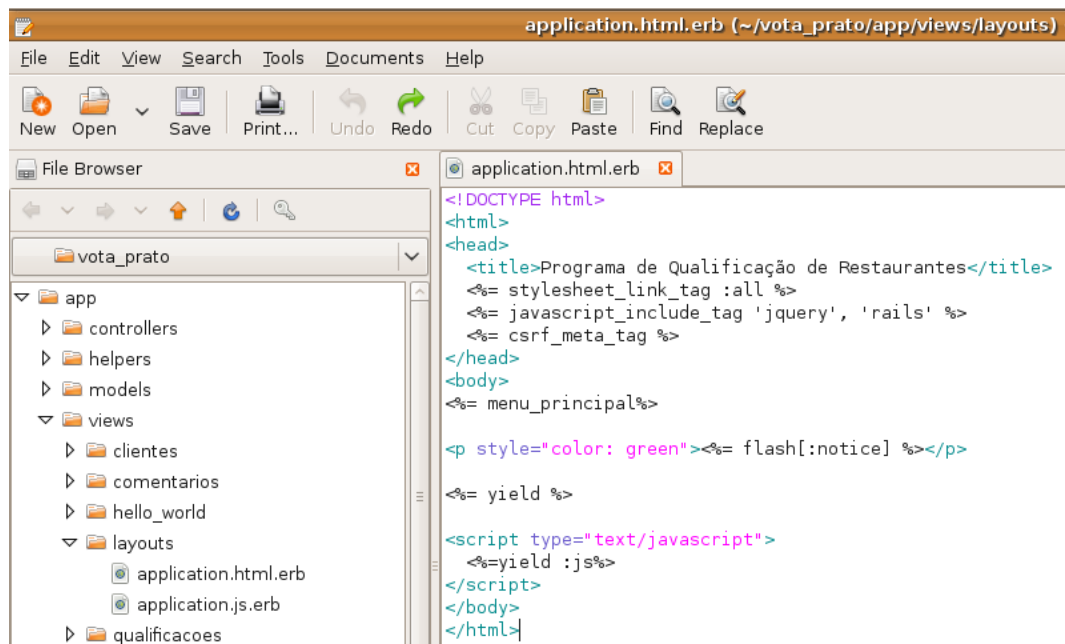 application.html.erb (~/vota_prato/app/views/layouts)
File Edit View Search Tools Documents Help
New Open Save Print... Undo Redo Cut Copy Paste Find Replace
File Browser
application.html.erb
vota_prato
app
controllers
helpers
models
views
clientes
comentarios
hello_world
layouts
application.html.erb
application.js.erb
qualificacoes
<!DOCTYPE html>
<html>
<head>
<title>Programa de Qualificação de Restaurantes</title>
<%= stylesheet_link_tag :all %>
<%= javascript_include_tag 'jquery', 'rails' %>
<%= csrf_meta_tag %>
</head>
<body>
<%= menu_principal%>
<p style="color: green"><%= flash[:notice] %></p>
<%= yield %>
<script type="text/javascript">
<%=yield :js%>
</script>
</body>
</html>